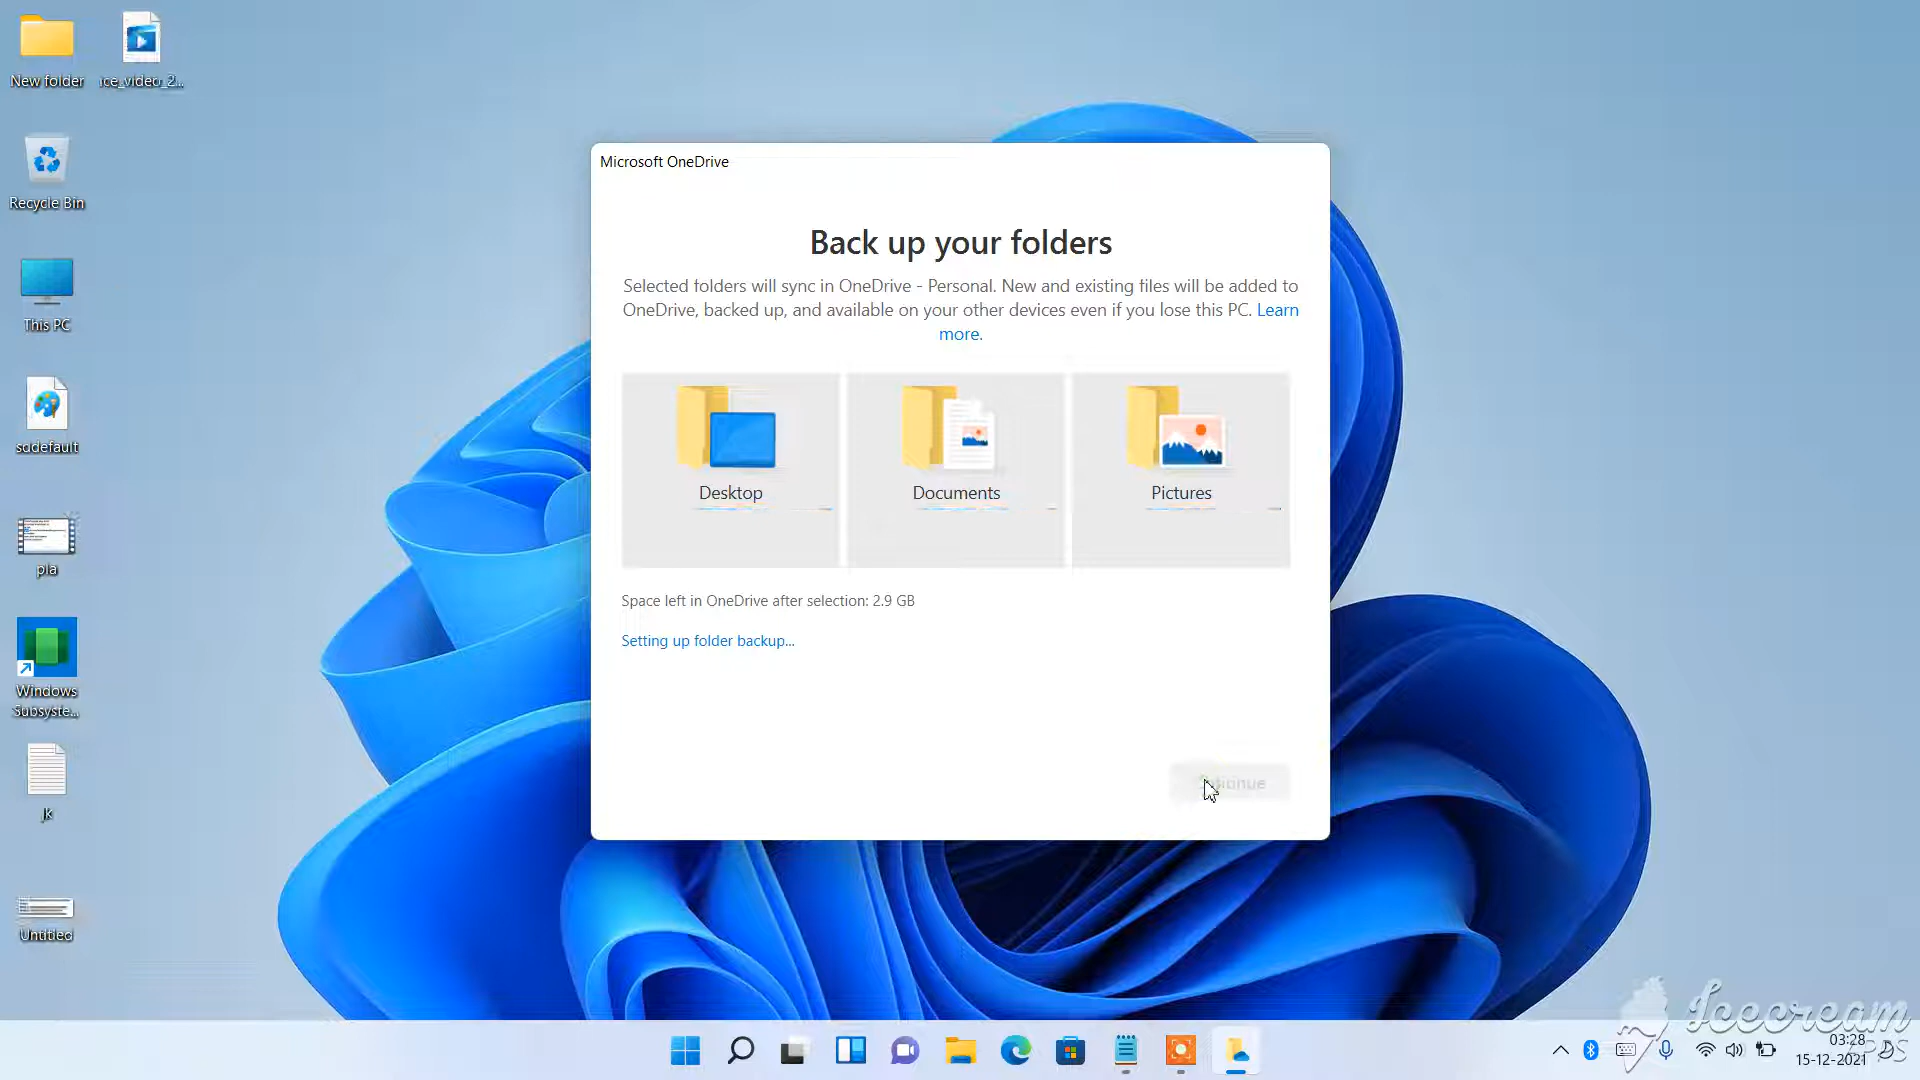 New folder
ice_video_2...
Recycle Bin
This PC
sddefault
pla
Windows
Subsyste...
jk
Untitled
Microsoft OneDrive
Back up your folders
Selected folders will sync in OneDrive - Personal. New and existing files will be added to
OneDrive, backed up, and available on your other devices even if you lose this PC. Learn
more.
Desktop
Documents
Pictures
Space left in OneDrive after selection: 2.9 GB
Setting up folder backup...
Icecream
APPS
03:28
15-12-2021